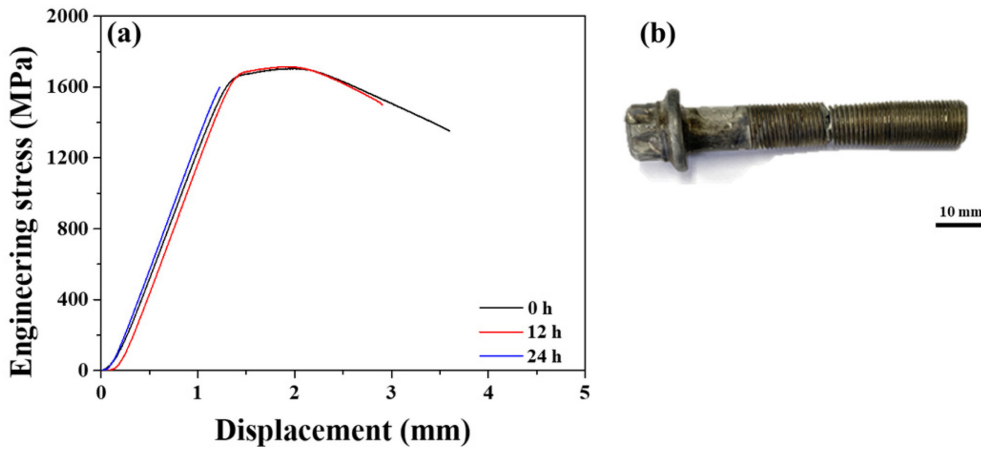 (a)
Engineering stress (MPa)
2000
1600
1200
800
400
0
0 1 2 3 4 5
Displacement (mm)
0 h
12 h
24 h
(b)
10 mm